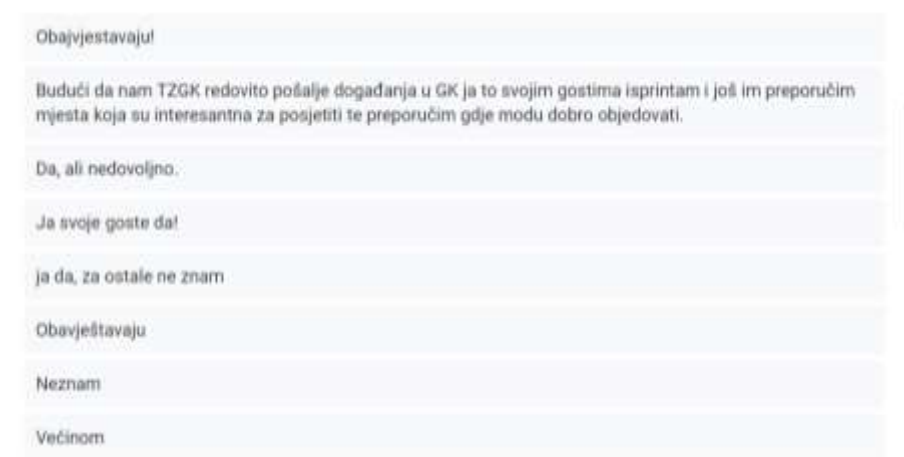 Obajvjestavaju!
Budući da nam TZGK redovito pošalje događanja u GK ja to svojim gostima isprintam i još im preporučim
mjesta koja su interesantna za posjetiti te preporučim gdje modu dobro objedovati.
Da, ali nedovoljno.
Ja svoje goste da!
ja da, za ostale ne znam
Obavještavaju
Neznam
Većinom